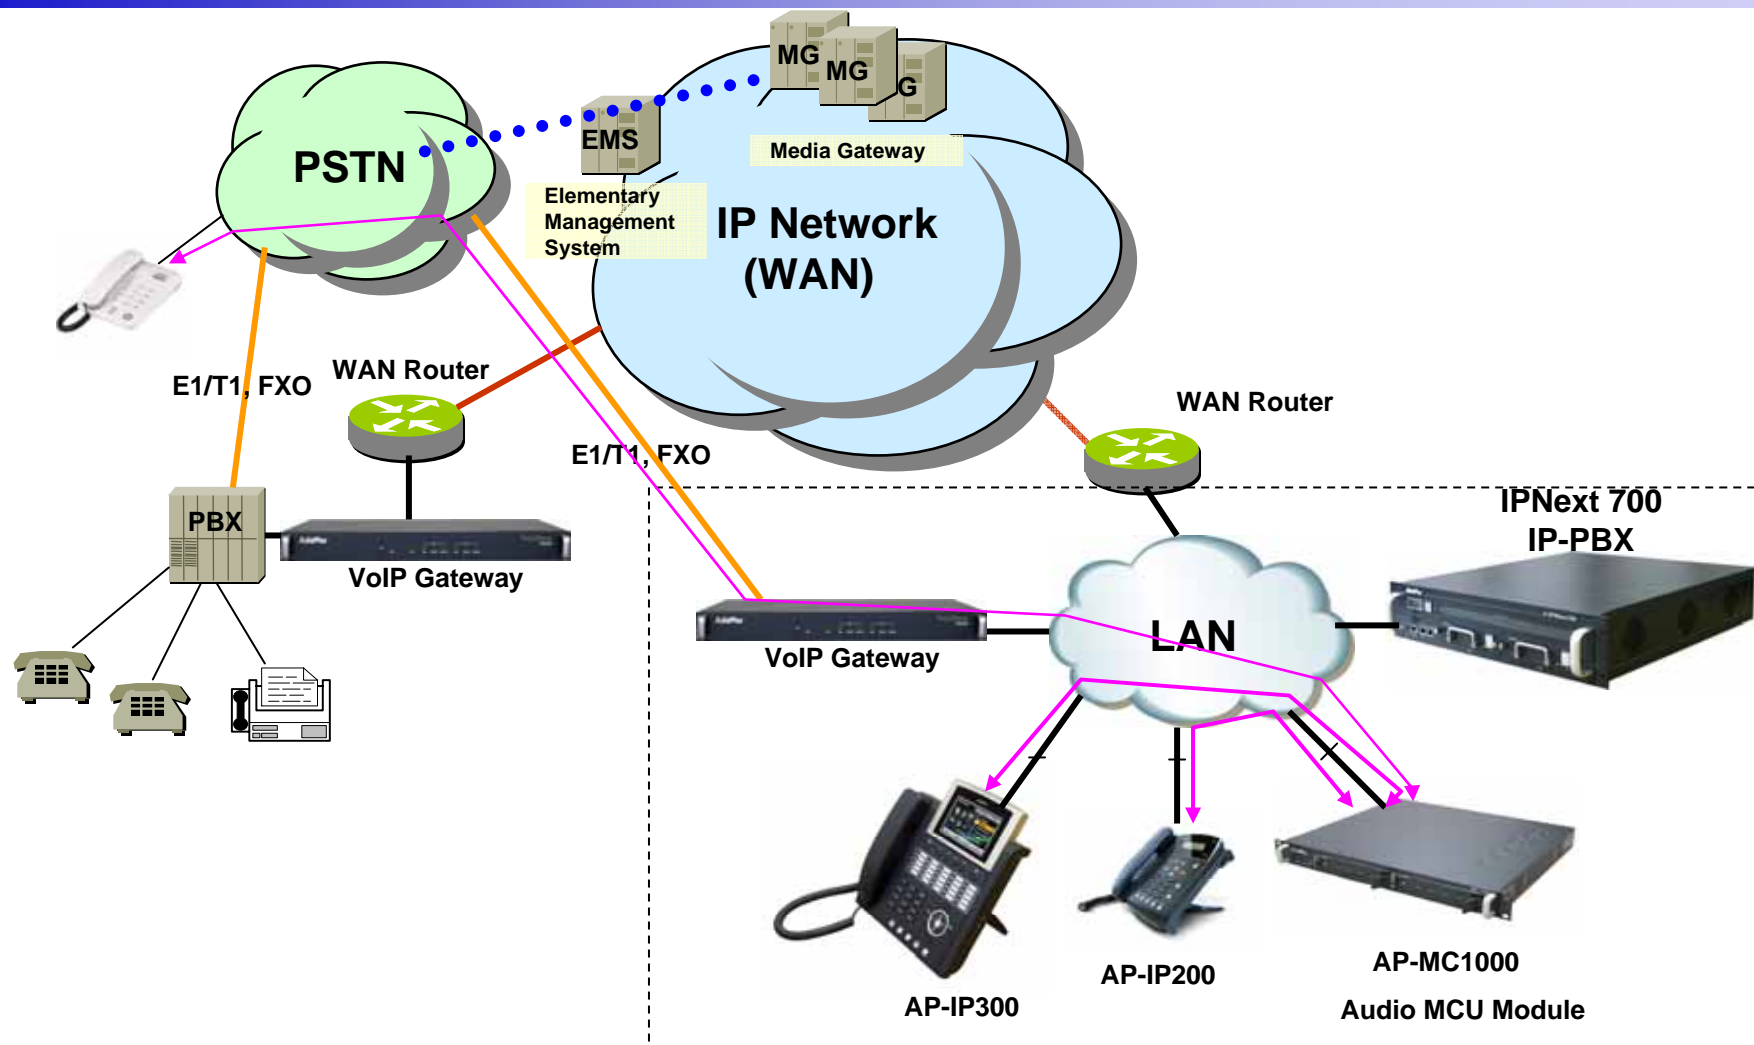 MG
MG
G
EMS
Media Gateway
PSTN
Elementary
Management
System
IP Network
(WAN)
WAN Router
E1/T1, FXO
WAN Router
E1/T1, FXO
IPNext 700
IP-PBX
PBX
VoIP Gateway
LAN
VoIP Gateway
AP-IP300
AP-IP200
AP-MC1000
Audio MCU Module